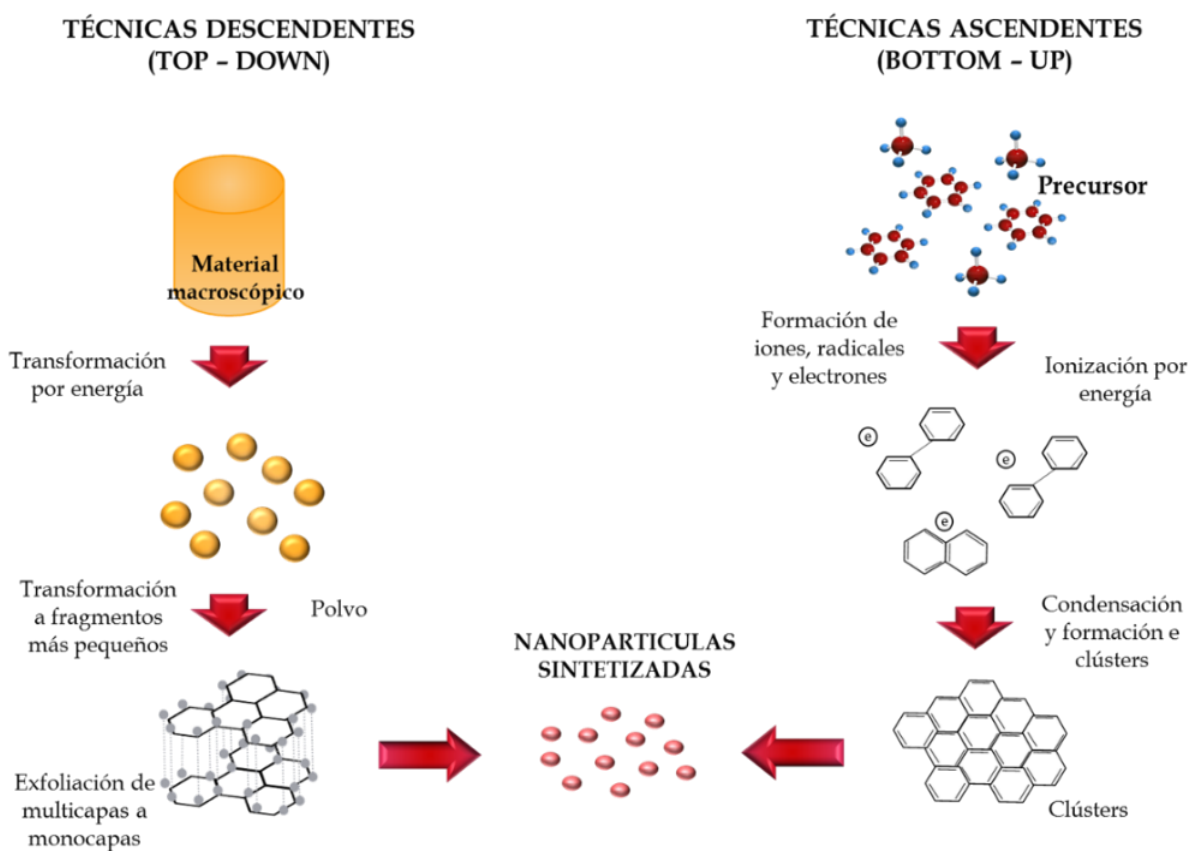 TÉCNICAS DESCENDENTES
(TOP – DOWN)
Material
macroscópico
Transformación
por energía
Transformación
a fragmentos
más pequeños
Polvo
Exfoliación de
multicapas a
monocapas
NANOPARTICULAS
SINTETIZADAS
TÉCNICAS ASCENDENTES
(BOTTOM – UP)
Precursor
Formación de
iones, radicales
y electrones
Ionización por
energía
e
e
e
Condensación
y formación e
clústers
Clústers